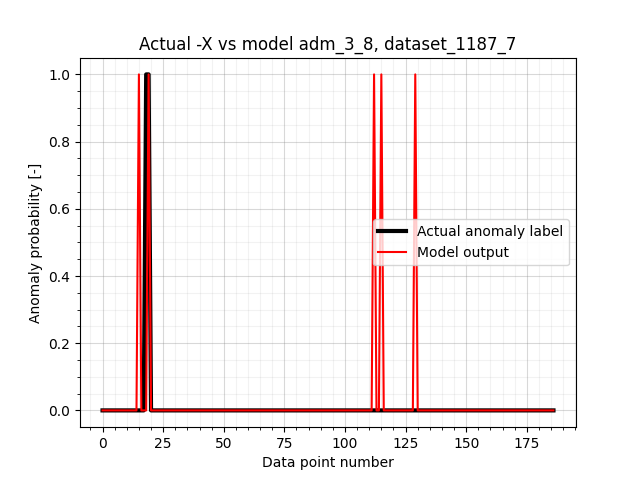 Actual -X vs model adm_3_8, dataset_1187_7
Anomaly probability [-]
1.0
0.8
0.6
0.4
0.2
0.0
Actual anomaly label
Model output
0 25 50 75 100 125 150 175
Data point number